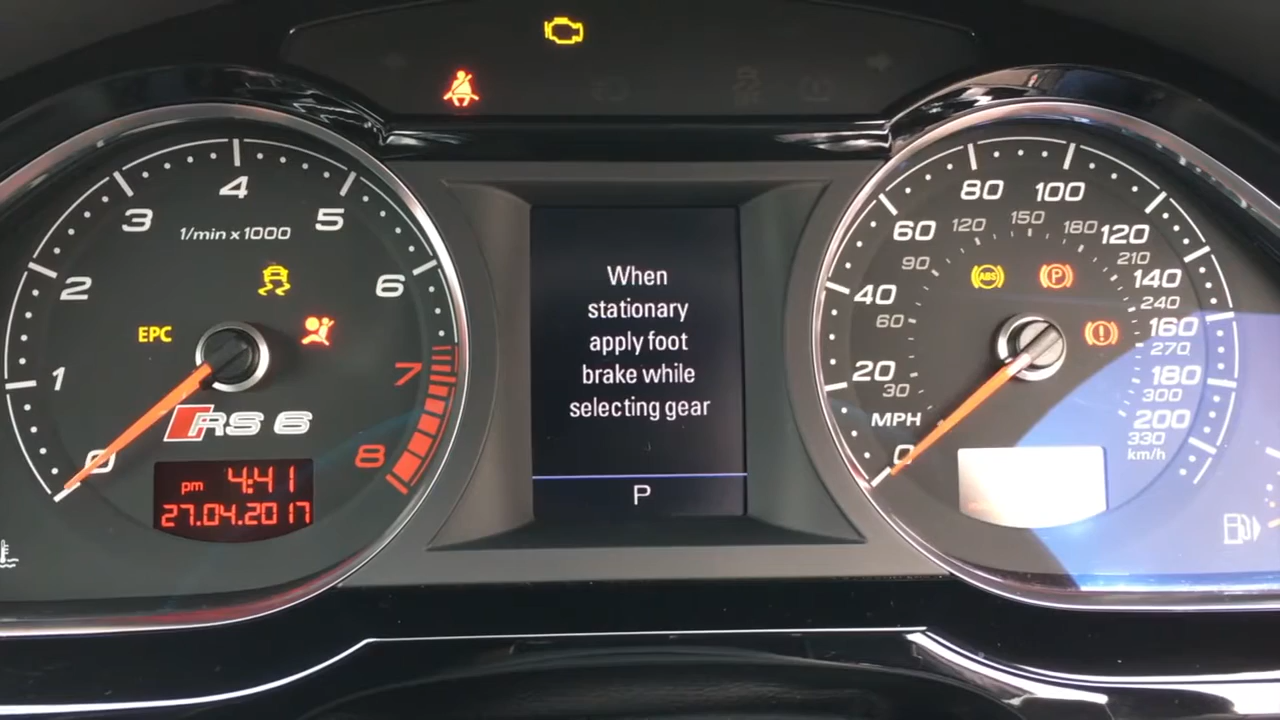 4
3
5
1/min x 1000
2
6
EPC
1
7
RS 6
0
8
pm 4:41
27.04.2017
When
stationary
apply foot
brake while
selecting gear
P
80
100
60
120
150
180
120
90
ABS
P
210
140
40
240
60
160
270
20
180
30
300
MPH
200
0
330
km/h